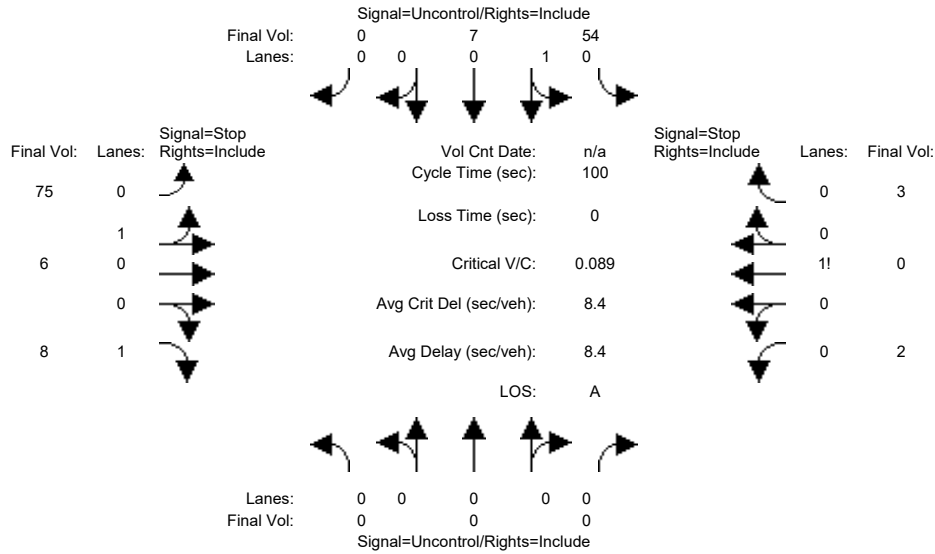 Signal=Uncontrol/Rights=Include
Final Vol: 0 7 54
Lanes: 0 0 0 1 0
Signal=Stop Signal=Stop
Final Vol: Lanes: Rights=Include Vol Cnt Date: n/a Rights=Include Lanes: Final Vol:
Cycle Time (sec): 100
75 0 0 3
Loss Time (sec): 0
1 0
6 0 Critical V/C: 0.089 1! 0
0 Avg Crit Del (sec/veh): 8.4 0
8 1 Avg Delay (sec/veh): 8.4 0 2
LOS: A
Lanes: 0 0 0 0 0
Final Vol: 0 0 0
Signal=Uncontrol/Rights=Include